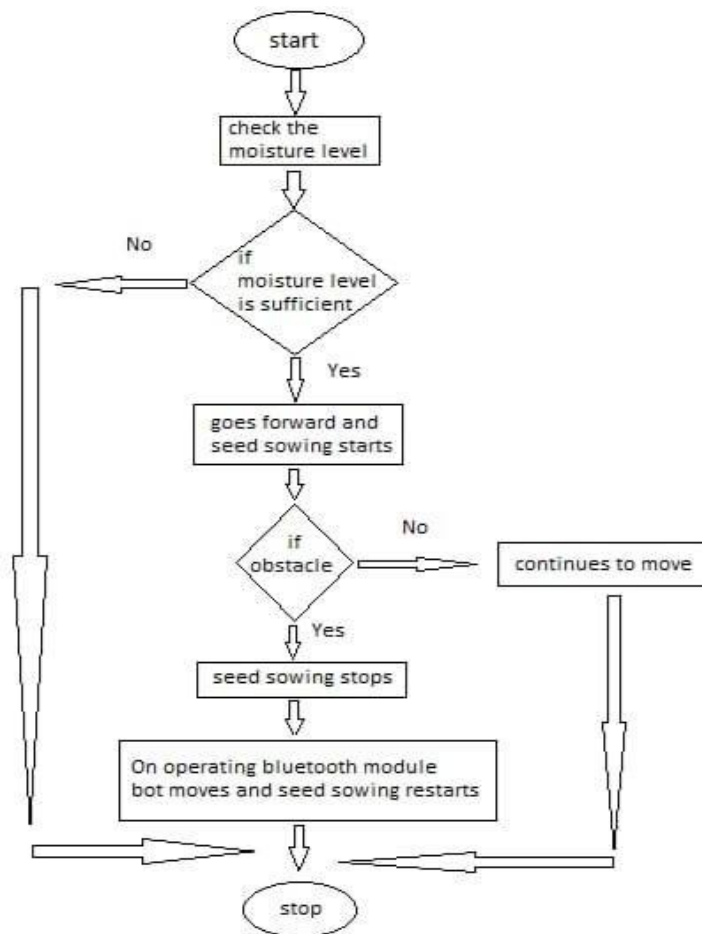 start
check the
moisture level
No
if
moisture level
is sufficient
Yes
goes forward and
seed sowing starts
No
if
obstacle
continues to move
Yes
seed sowing stops
On operating bluetooth module
bot moves and seed sowing restarts
stop